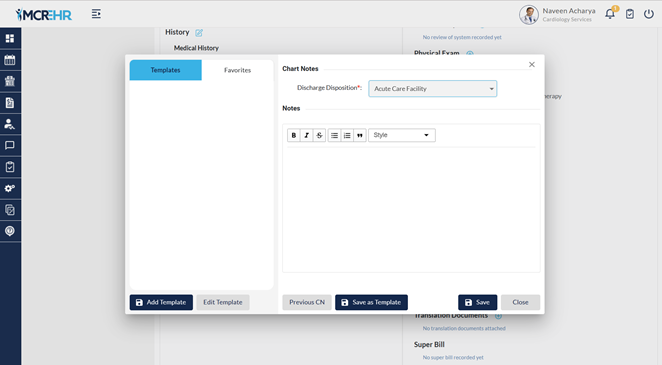 iMCREHR
Naveen Acharya
Cardiology Services
History
Medical History
No review of system recorded yet
Physical Exam
Templates
Favorites
Chart Notes
Discharge Disposition*:
Acute Care Facility
Notes
B I S
Style
Add Template
Edit Template
Previous CN
Save as Template
Save
Close
Translation Documents
No translation documents attached
Super Bill
No super bill recorded yet